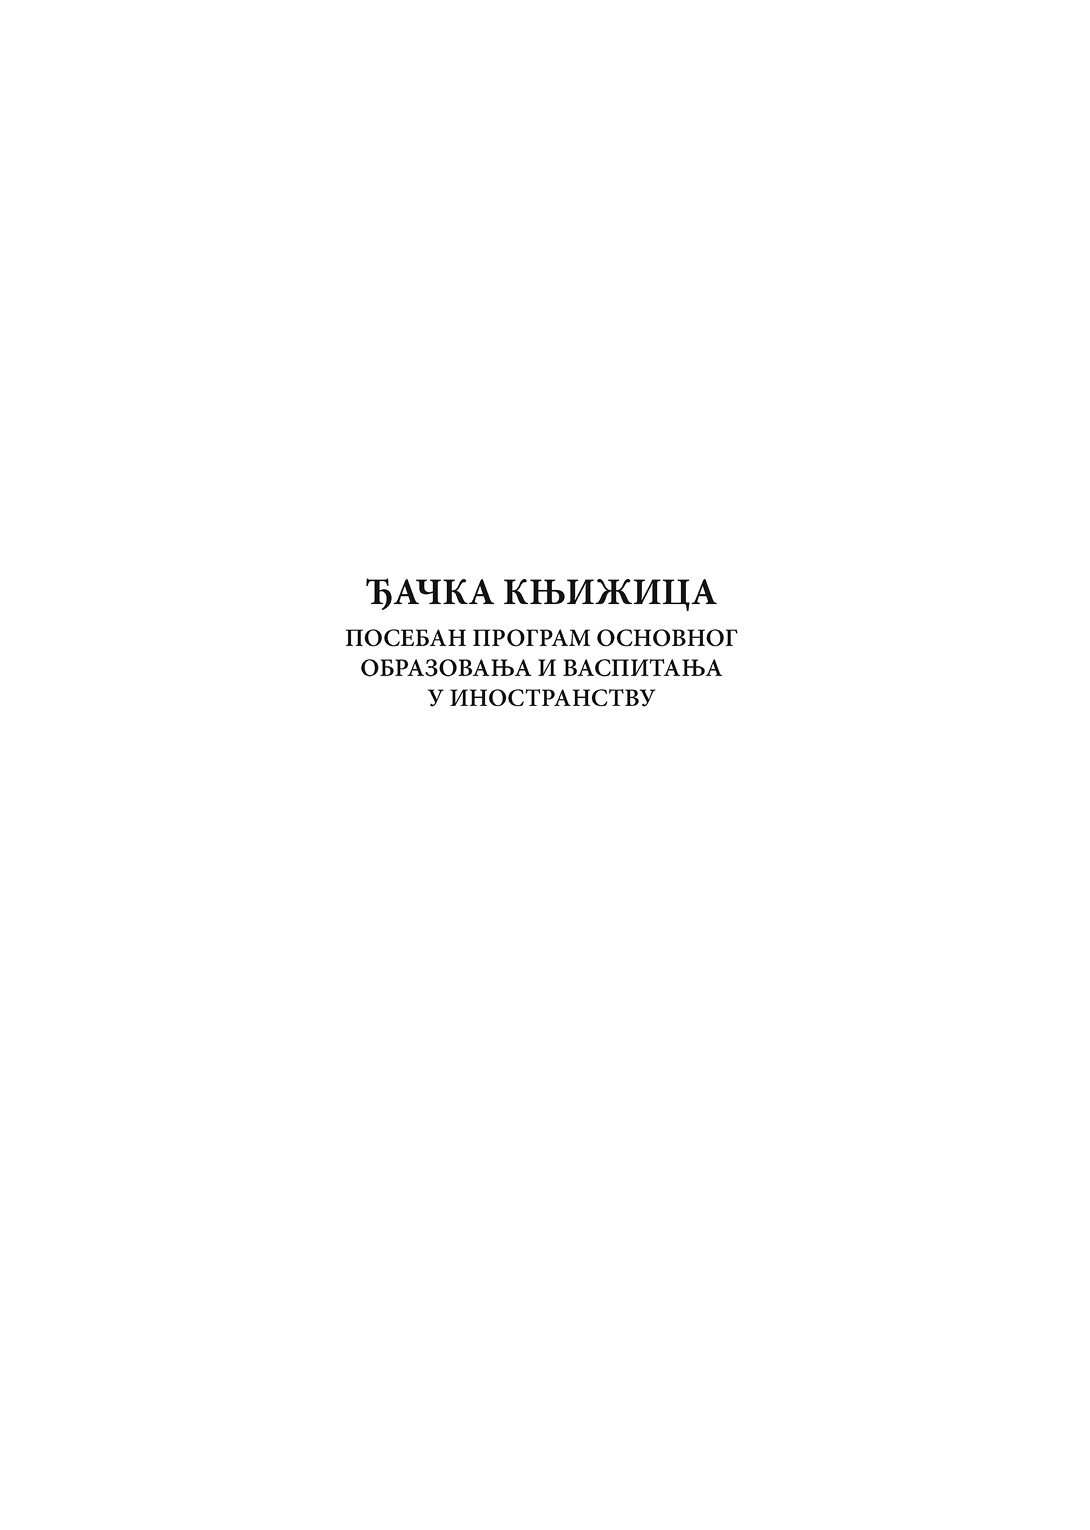 ЂАЧКА КЊИЖИЦА
ПОСЕБАН ПРОГРАМ ОСНОВНОГ
ОБРАЗОВАЊА И ВАСПИТАЊА
У ИНОСТРАНСТВУ